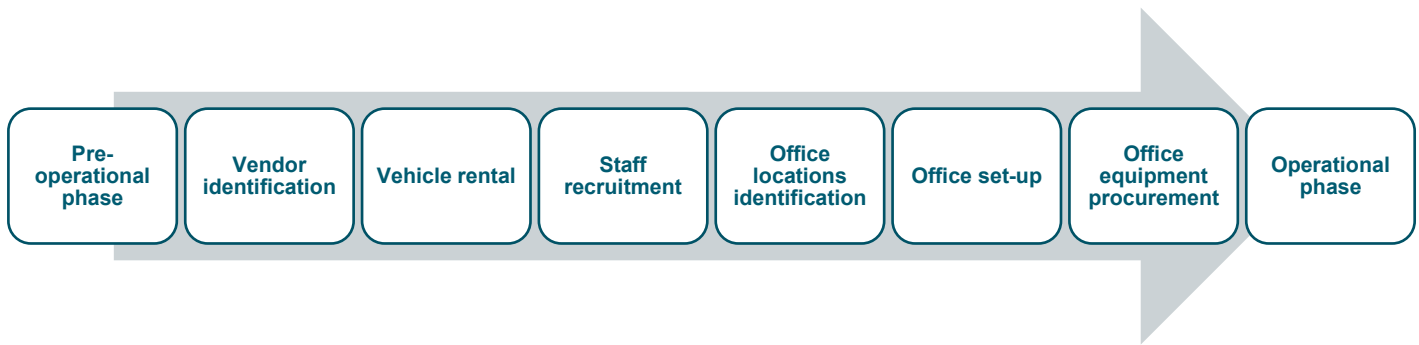 Pre-
operational
phase
Vendor
identification
Vehicle rental
Staff
recruitment
Office
locations
identification
Office set-up
Office
equipment
procurement
Operational
phase